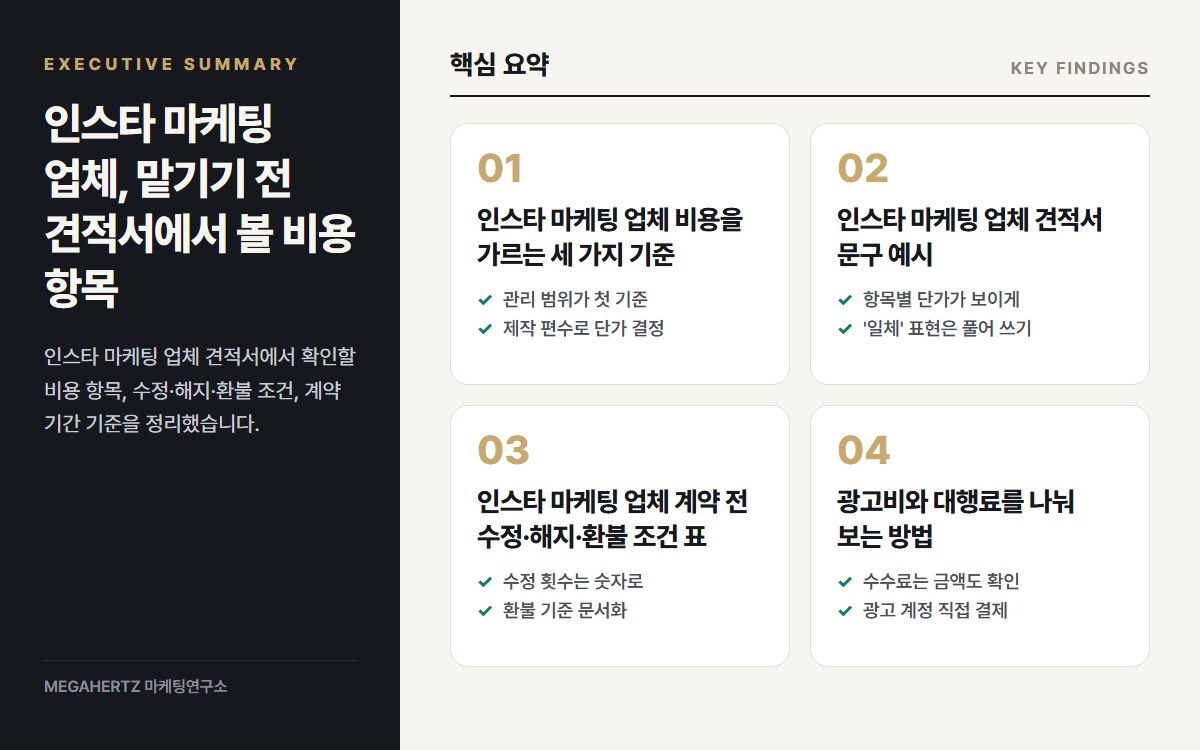 EXECUTIVE SUMMARY
인스타 마케팅
업체, 맡기기 전
견적서에서 볼 비용
항목
인스타 마케팅 업체 견적서에서 확인할
비용 항목, 수정·해지·환불 조건, 계약
기간 기준을 정리했습니다.
MEGAHERTZ 마케팅연구소
핵심 요약
KEY FINDINGS
01
인스타 마케팅 업체 비용을
가르는 세 가지 기준
관리 범위가 첫 기준
제작 편수로 단가 결정
02
인스타 마케팅 업체 견적서
문구 예시
항목별 단가가 보이게
'일체' 표현은 풀어 쓰기
03
인스타 마케팅 업체 계약 전
수정·해지·환불 조건 표
수정 횟수는 숫자로
환불 기준 문서화
04
광고비와 대행료를 나눠
보는 방법
수수료는 금액도 확인
광고 계정 직접 결제